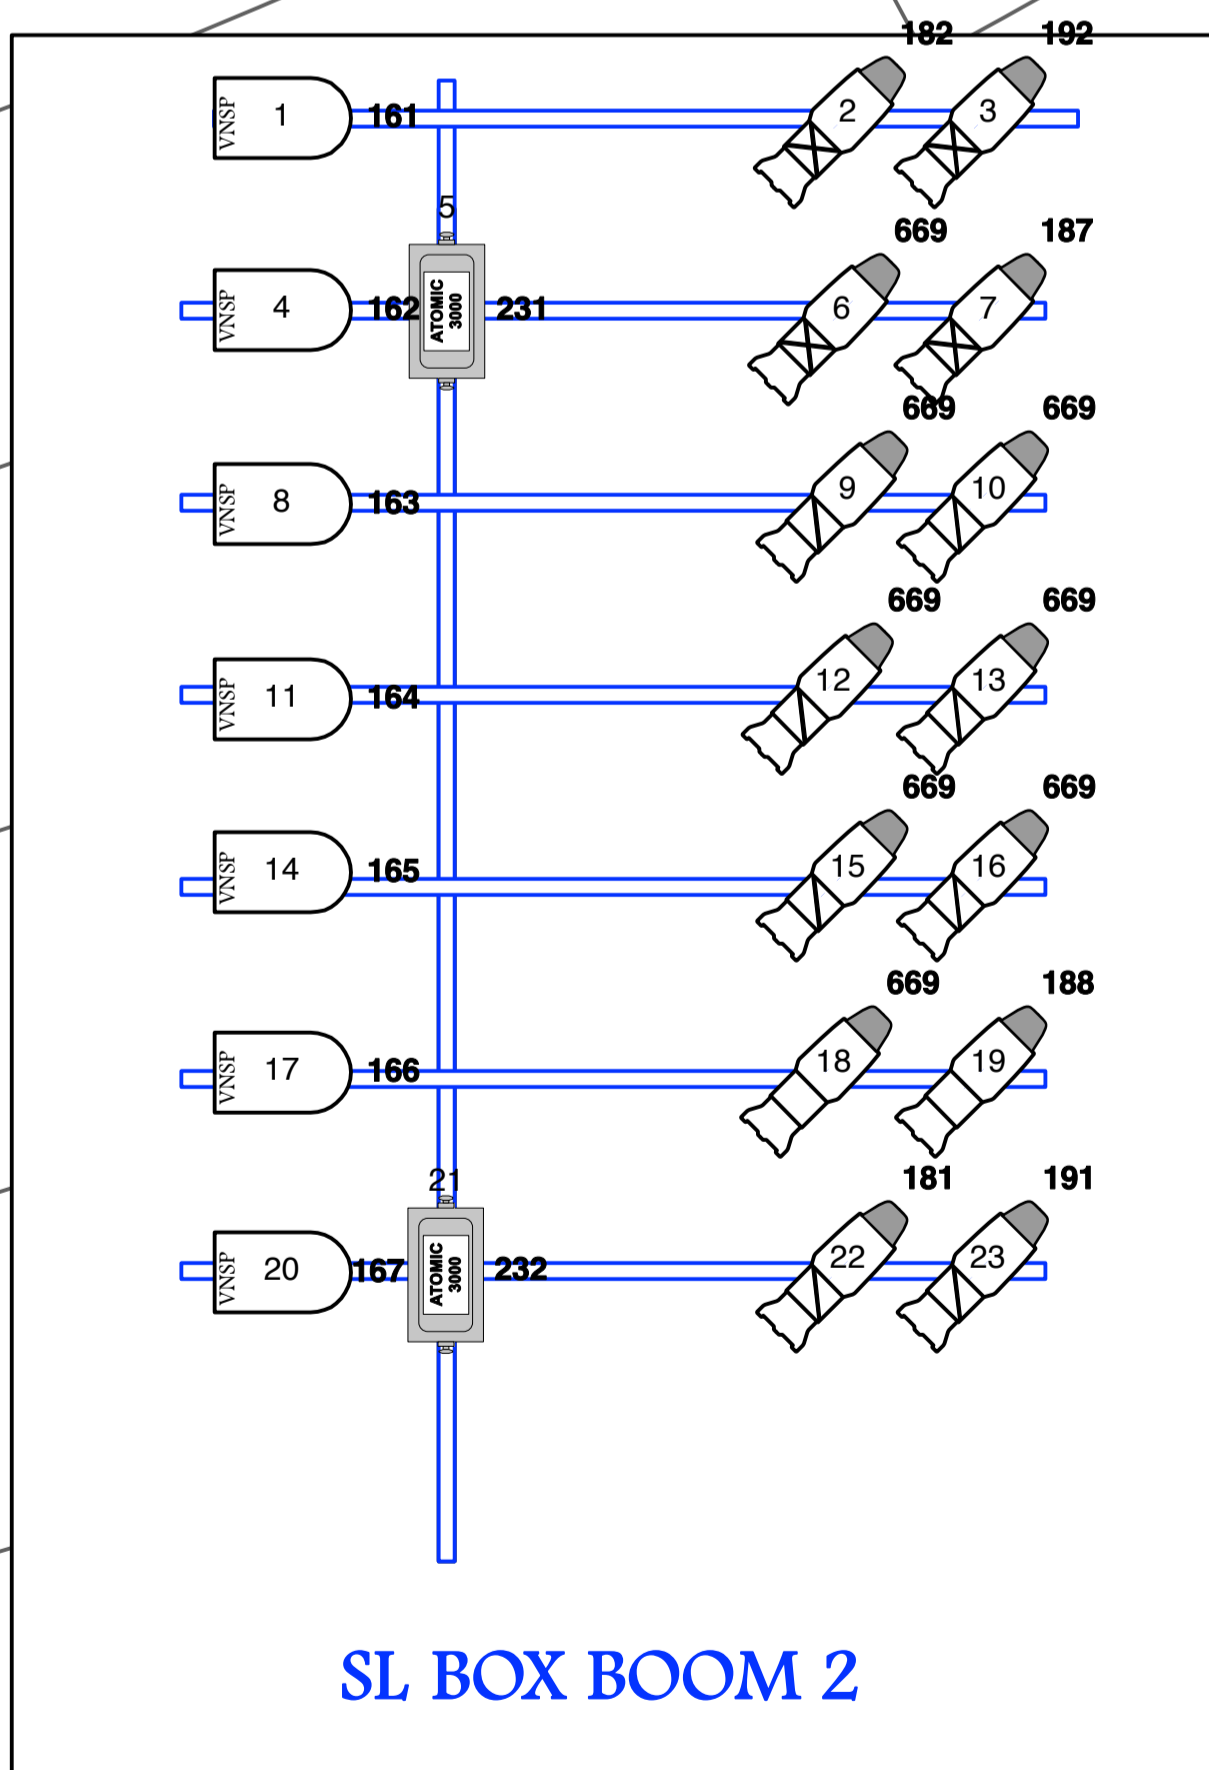 182 192
VNSP 1 161 2 3
5
669 187
VNSP 4 162 ATOMIC 3000 231 6 7
669 669
VNSP 8 163 9 10
669 669
VNSP 11 164 12 13
669 669
VNSP 14 165 15 16
669 188
VNSP 17 166 18 19
21 181 191
VNSP 20 167 ATOMIC 3000 232 22 23
SL BOX BOOM 2